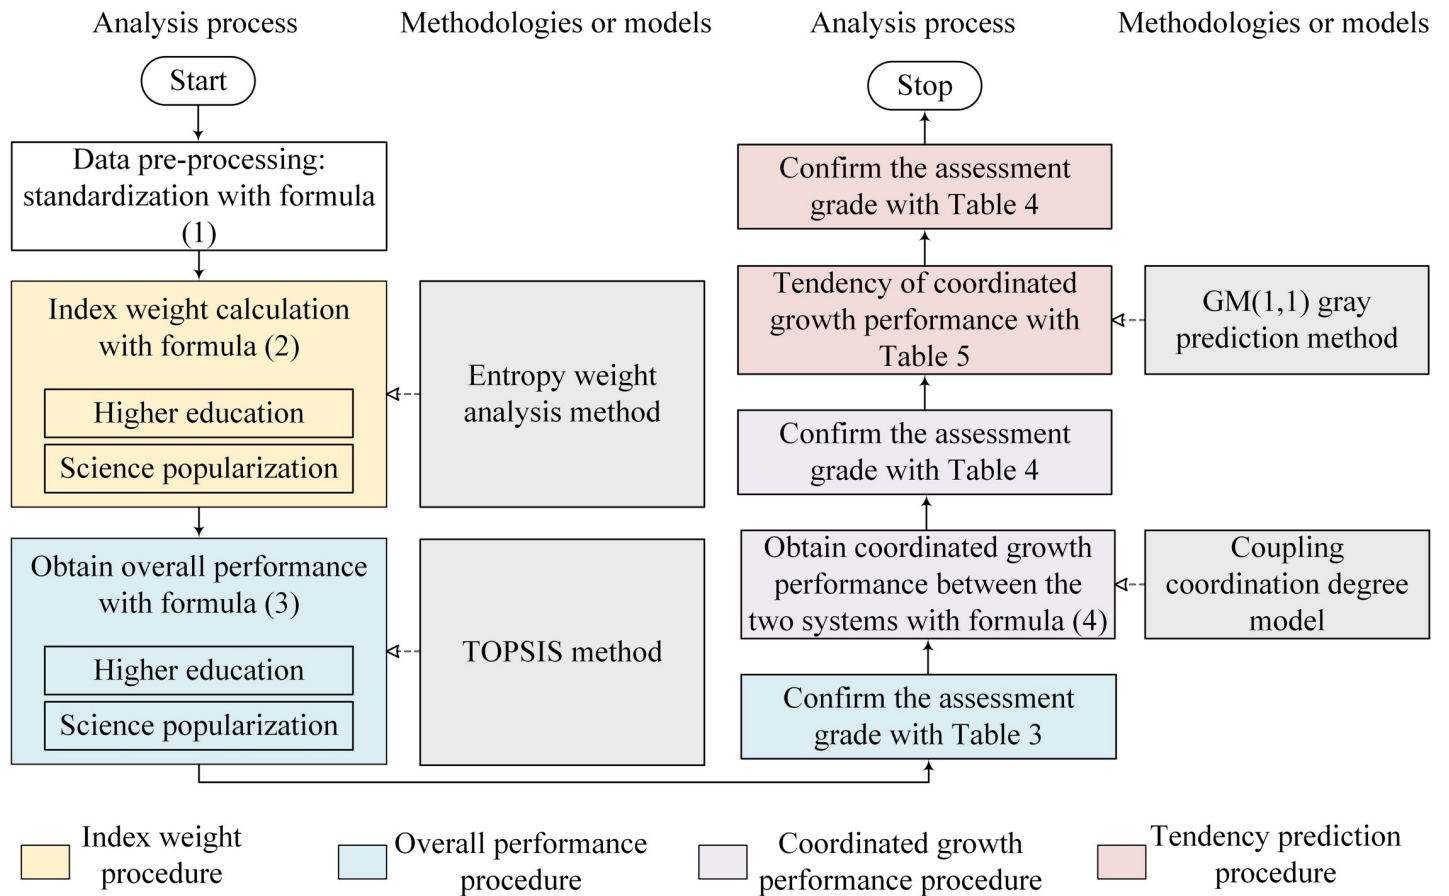 Analysis process
Methodologies or models
Start
Data pre-processing:
standardization with formula
(1)
Index weight calculation
with formula (2)
Higher education
Science popularization
Entropy weight
analysis method
Obtain overall performance
with formula (3)
Higher education
Science popularization
TOPSIS method
Analysis process
Methodologies or models
Stop
Confirm the assessment
grade with Table 4
Tendency of coordinated
growth performance with
Table 5
GM(1,1) gray
prediction method
Confirm the assessment
grade with Table 4
Obtain coordinated growth
performance between the
two systems with formula (4)
Coupling
coordination degree
model
Confirm the assessment
grade with Table 3
Index weight
procedure
Overall performance
procedure
Coordinated growth
performance procedure
Tendency prediction
procedure